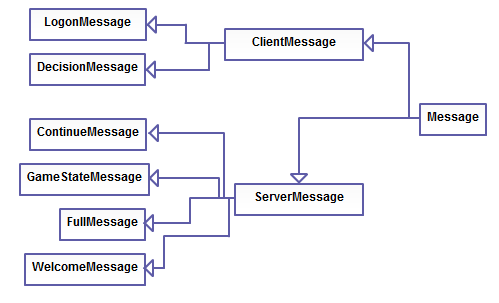 LogonMessage
ClientMessage
DecisionMessage
Message
ContinueMessage
GameStateMessage
ServerMessage
FullMessage
WelcomeMessage